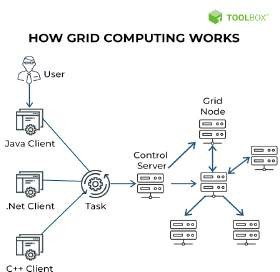 TOOLBOX
HOW GRID COMPUTING WORKS
User
Grid
Node
Java Client
Control
Server
.Net Client
Task
C++ Client